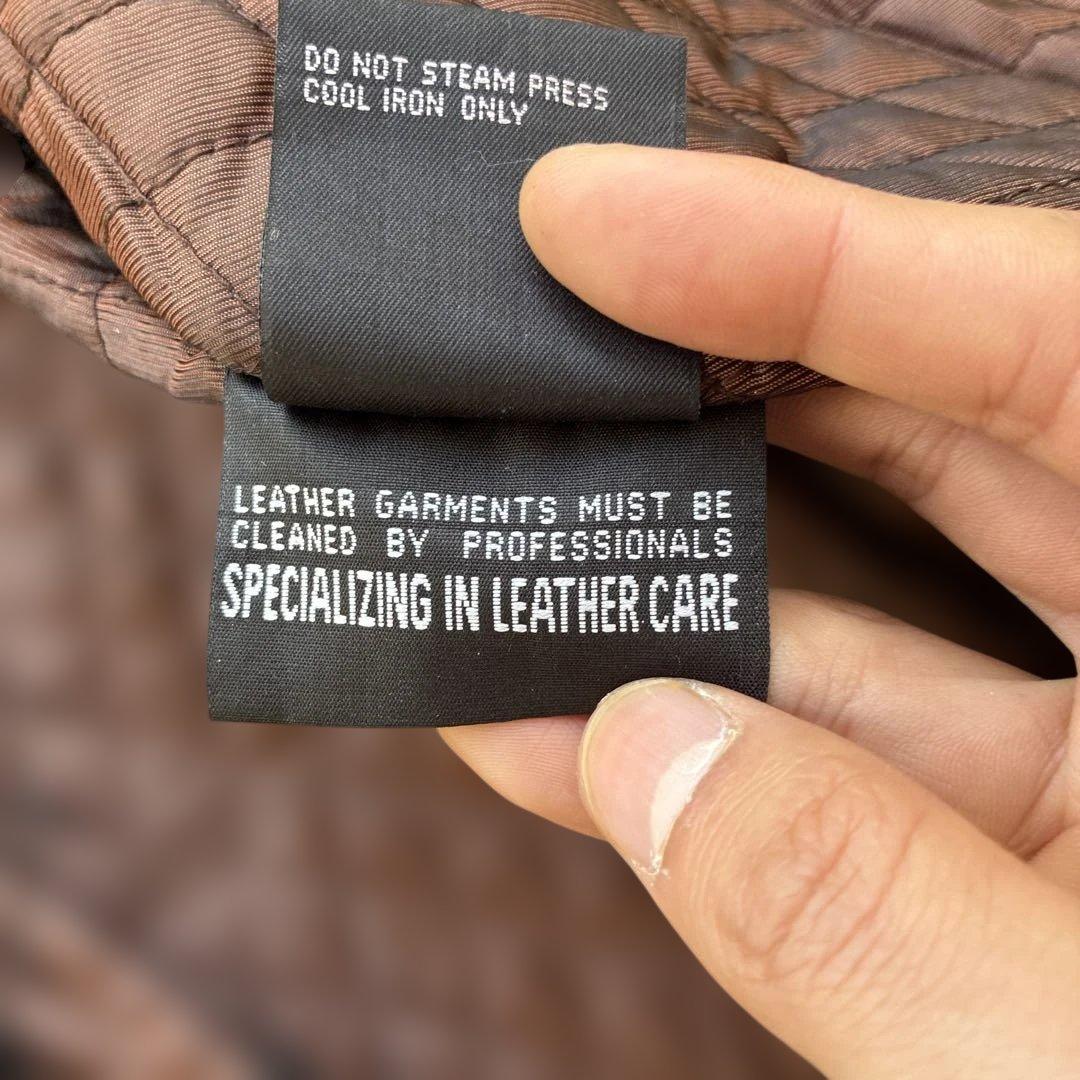 DO NOT STEAM PRESS
COOL IRON ONLY
LEATHER GARMENTS MUST BE
CLEANED BY PROFESSIONALS
SPECIALIZING IN LEATHER CARE